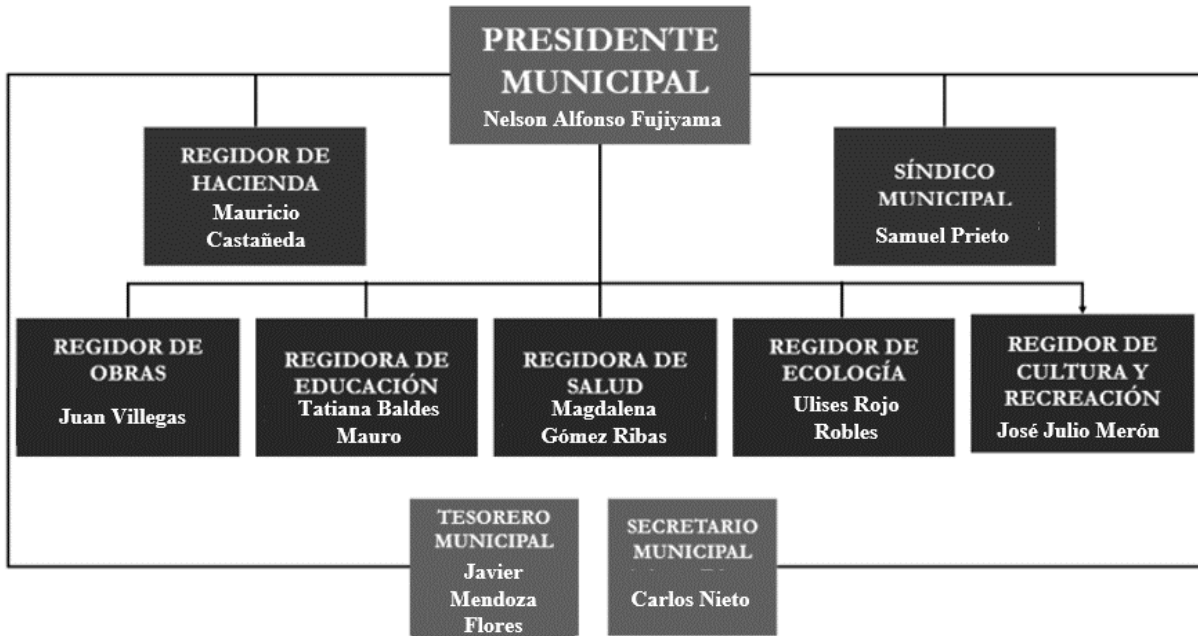 PRESIDENTE
MUNICIPAL
Nelson Alfonso Fujiyama
REGIDOR DE
HACIENDA
Mauricio
Castañeda
SÍNDICO
MUNICIPAL
Samuel Prieto
REGIDOR DE
OBRAS
Juan Villegas
REGIDORA DE
EDUCACIÓN
Tatiana Baldes
Mauro
REGIDORA DE
SALUD
Magdalena
Gómez Ribas
REGIDOR DE
ECOLOGÍA
Ulises Rojo
Robles
REGIDOR DE
CULTURA Y
RECREACIÓN
José Julio Merón
TESORERO
MUNICIPAL
Javier
Mendoza
Flores
SECRETARIO
MUNICIPAL
Carlos Nieto